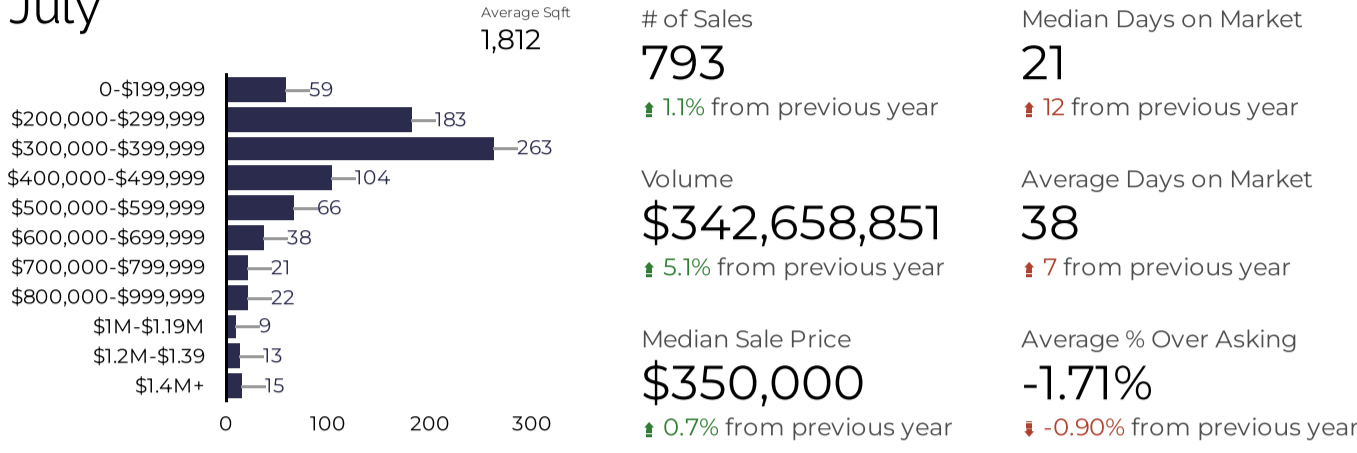 July
Average Sqft
1,812
0-$199,999 59
$200,000-$299,999 183
$300,000-$399,999 263
$400,000-$499,999 104
$500,000-$599,999 66
$600,000-$699,999 38
$700,000-$799,999 21
$800,000-$999,999 22
$1M-$1.19M 9
$1.2M-$1.39 13
$1.4M+ 15
0 100 200 300
# of Sales
793
1.1% from previous year
Volume
$342,658,851
5.1% from previous year
Median Sale Price
$350,000
0.7% from previous year
Median Days on Market
21
12 from previous year
Average Days on Market
38
7 from previous year
Average % Over Asking
-1.71%
-0.90% from previous year